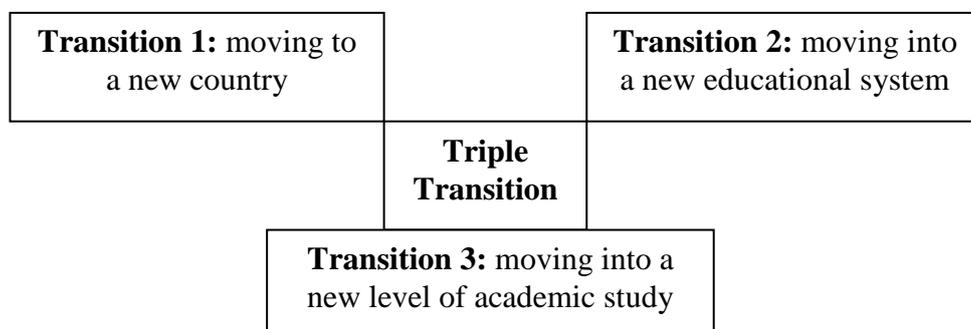 Transition 1: moving to
a new country
Transition 2: moving into
a new educational system
Triple
Transition
Transition 3: moving into a
new level of academic study